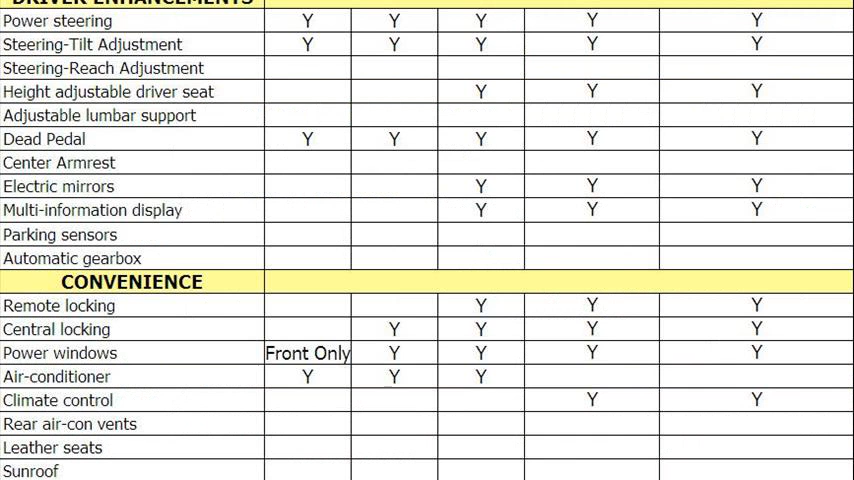 DRIVER ENHANCEMENTS
Power steering Y Y Y Y Y
Steering-Tilt Adjustment Y Y Y Y Y
Steering-Reach Adjustment
Height adjustable driver seat Y Y Y
Adjustable lumbar support
Dead Pedal Y Y Y Y Y
Center Armrest
Electric mirrors Y Y Y
Multi-information display Y Y Y
Parking sensors
Automatic gearbox
CONVENIENCE
Remote locking Y Y Y
Central locking Y Y Y Y
Power windows Front Only Y Y Y Y
Air-conditioner Y Y Y
Climate control Y Y
Rear air-con vents
Leather seats
Sunroof